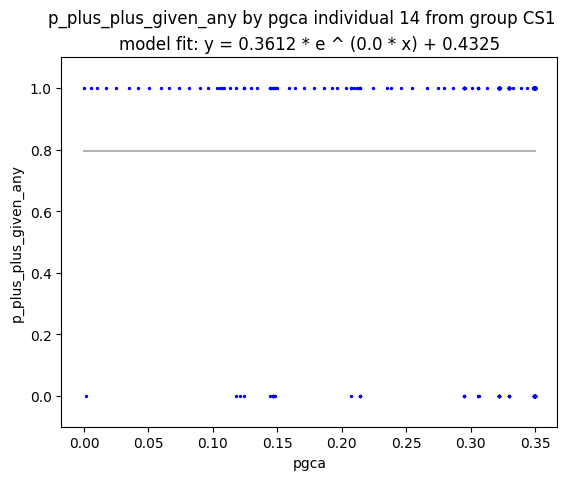 p_plus_plus_given_any by pgca individual 14 from group CS1
model fit: y = 0.3612 * e ^ (0.0 * x) + 0.4325
1.0
0.8
0.6
0.4
0.2
0.0
p_plus_plus_given_any
0.00 0.05 0.10 0.15 0.20 0.25 0.30 0.35
pgca